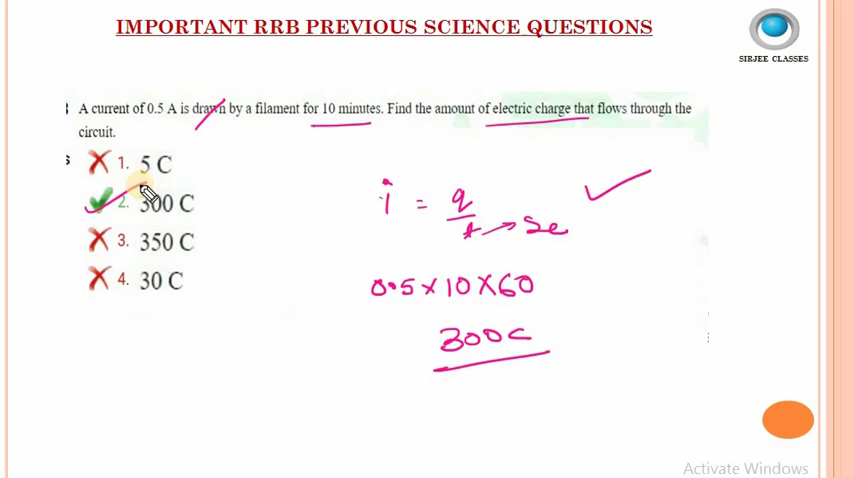 IMPORTANT RRB PREVIOUS SCIENCE QUESTIONS
SIRJEE CLASSES
A current of 0.5 A is drawn by a filament for 10 minutes. Find the amount of electric charge that flows through the
circuit.
1. 5 C
2. 300 C
3. 350 C
4. 30 C
i = q/t → Se
0.5 × 10 × 60
300C
Activate Windows